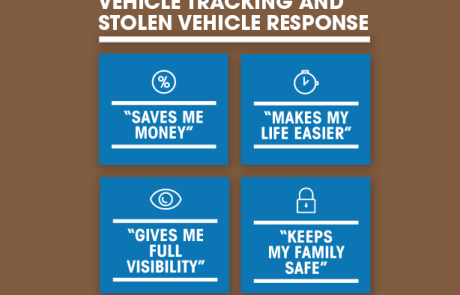 VEHICLE TRACKING AND
STOLEN VEHICLE RESPONSE
%
"SAVES ME
MONEY"
"MAKES MY
LIFE EASIER"
"GIVES ME
FULL
VISIBILITY"
"KEEPS
MY FAMILY
SAFE"